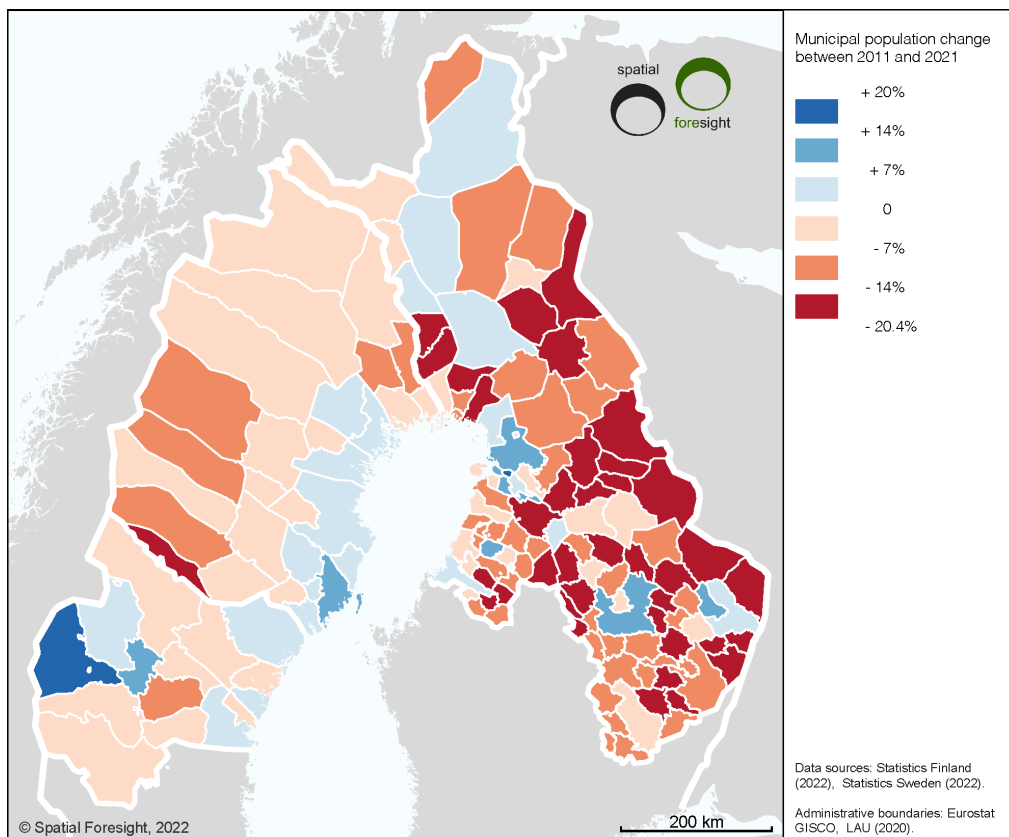 spatial
foresight
Municipal population change
between 2011 and 2021
+ 20%
+ 14%
+ 7%
0
- 7%
- 14%
- 20.4%
Data sources: Statistics Finland
(2022), Statistics Sweden (2022).
Administrative boundaries: Eurostat
GISCO, LAU (2020).
© Spatial Foresight, 2022
200 km